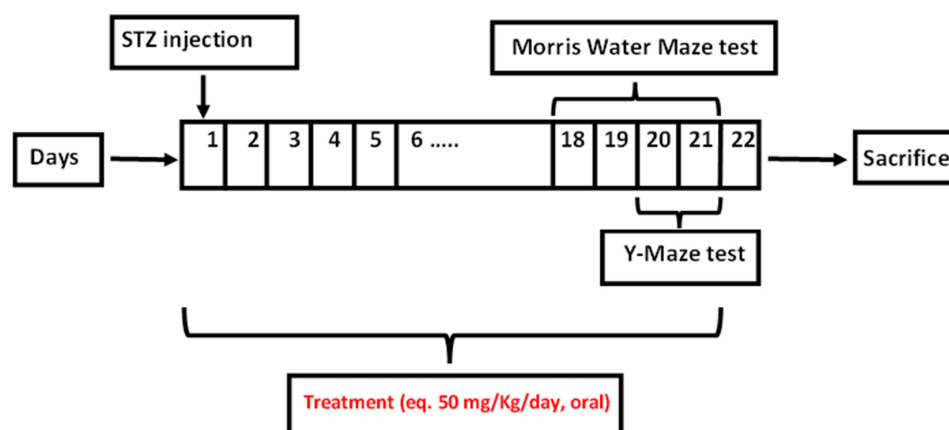 STZ injection
Morris Water Maze test
Days
1 2 3 4 5 6 ..... 18 19 20 21 22
Sacrifice
Y-Maze test
Treatment (eq. 50 mg/Kg/day, oral)